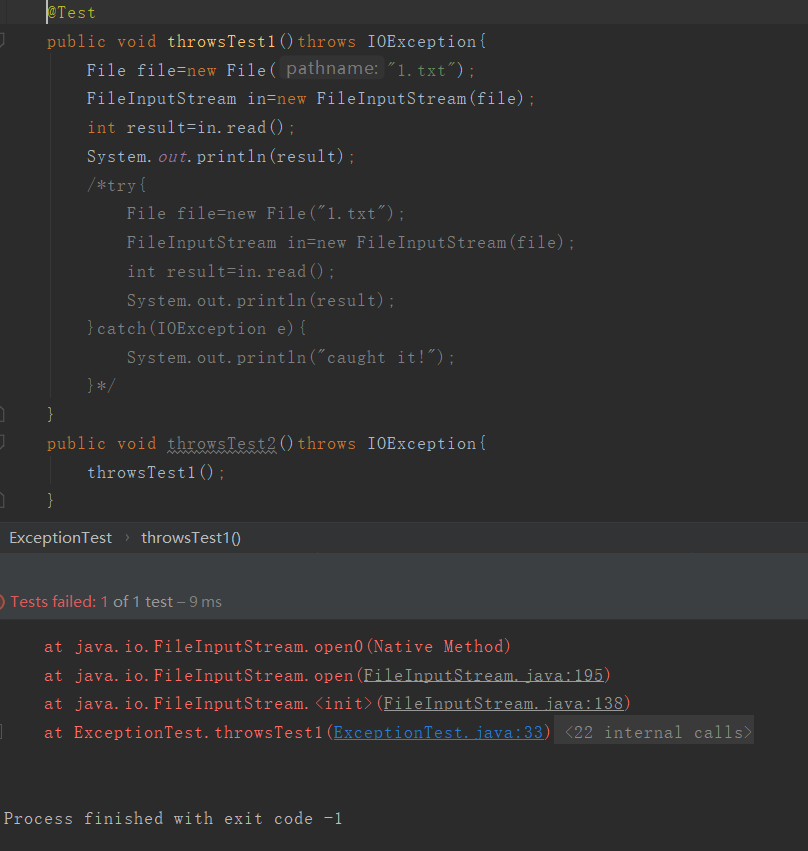 @Test
public void throwsTest1()throws IOException{
File file=new File( pathname: "1.txt");
FileInputStream in=new FileInputStream(file);
int result=in.read();
System.out.println(result);
/*try{
File file=new File("1.txt");
FileInputStream in=new FileInputStream(file);
int result=in.read();
System.out.println(result);
}catch(IOException e){
System.out.println("caught it!");
}*/
}
public void throwsTest2()throws IOException{
throwsTest1();
}
ExceptionTest › throwsTest1()
Tests failed: 1 of 1 test – 9 ms
at java.io.FileInputStream.open0(Native Method)
at java.io.FileInputStream.open(FileInputStream.java:195)
at java.io.FileInputStream.<init>(FileInputStream.java:138)
at ExceptionTest.throwsTest1(ExceptionTest.java:33) <22 internal calls>
Process finished with exit code -1